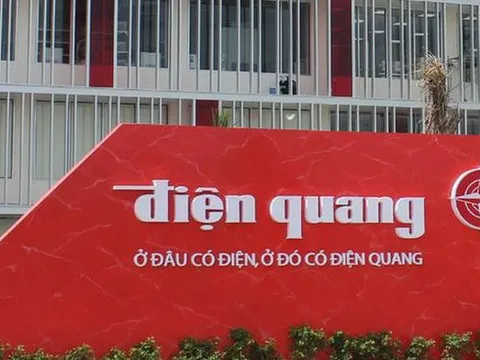 điện quang
Ở ĐÂU CÓ ĐIỆN, Ở ĐÓ CÓ ĐIỆN QUANG